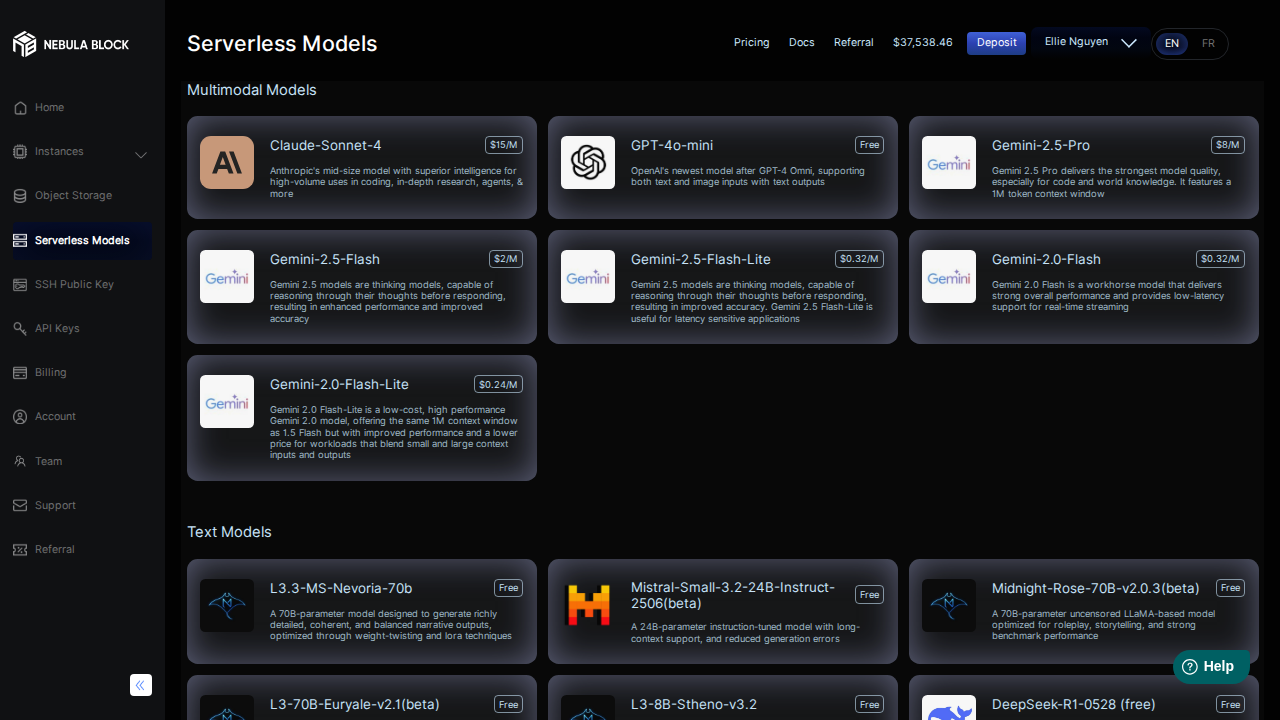 NEBULA BLOCK
Serverless Models
Pricing
Docs
Referral
$37,538.46
Deposit
Ellie Nguyen
EN
FR
Home
Instances
Object Storage
Serverless Models
SSH Public Key
API Keys
Billing
Account
Team
Support
Referral
Multimodal Models
Claude-Sonnet-4
$15/M
Anthropic's mid-size model with superior intelligence for
high-volume uses in coding, in-depth research, agents, &
more
GPT-4o-mini
Free
OpenAI's newest model after GPT-4 Omni, supporting
both text and image inputs with text outputs
Gemini
Gemini-2.5-Pro
$8/M
Gemini 2.5 Pro delivers the strongest model quality,
especially for code and world knowledge. It features a
1M token context window
Gemini
Gemini-2.5-Flash
$2/M
Gemini 2.5 models are thinking models, capable of
reasoning through their thoughts before responding,
resulting in enhanced performance and improved
accuracy
Gemini
Gemini-2.5-Flash-Lite
$0.32/M
Gemini 2.5 models are thinking models, capable of
reasoning through their thoughts before responding,
resulting in improved accuracy. Gemini 2.5 Flash-Lite is
useful for latency sensitive applications
Gemini
Gemini-2.0-Flash
$0.32/M
Gemini 2.0 Flash is a workhorse model that delivers
strong overall performance and provides low-latency
support for real-time streaming
Gemini
Gemini-2.0-Flash-Lite
$0.24/M
Gemini 2.0 Flash-Lite is a low-cost, high performance
Gemini 2.0 model, offering the same 1M context window
as 1.5 Flash but with improved performance and a lower
price for workloads that blend small and large context
inputs and outputs
Text Models
L3.3-MS-Nevoria-70b
Free
A 70B-parameter model designed to generate richly
detailed, coherent, and balanced narrative outputs,
optimized through weight-twisting and lora techniques
Mistral-Small-3.2-24B-Instruct-
2506(beta)
Free
A 24B-parameter instruction-tuned model with long-
context support, and reduced generation errors
Midnight-Rose-70B-v2.0.3(beta)
Free
A 70B-parameter uncensored LLaMA-based model
optimized for roleplay, storytelling, and strong
benchmark performance
L3-70B-Euryale-v2.1(beta)
Free
L3-8B-Stheno-v3.2
Free
DeepSeek-R1-0528 (free)
Free
Help